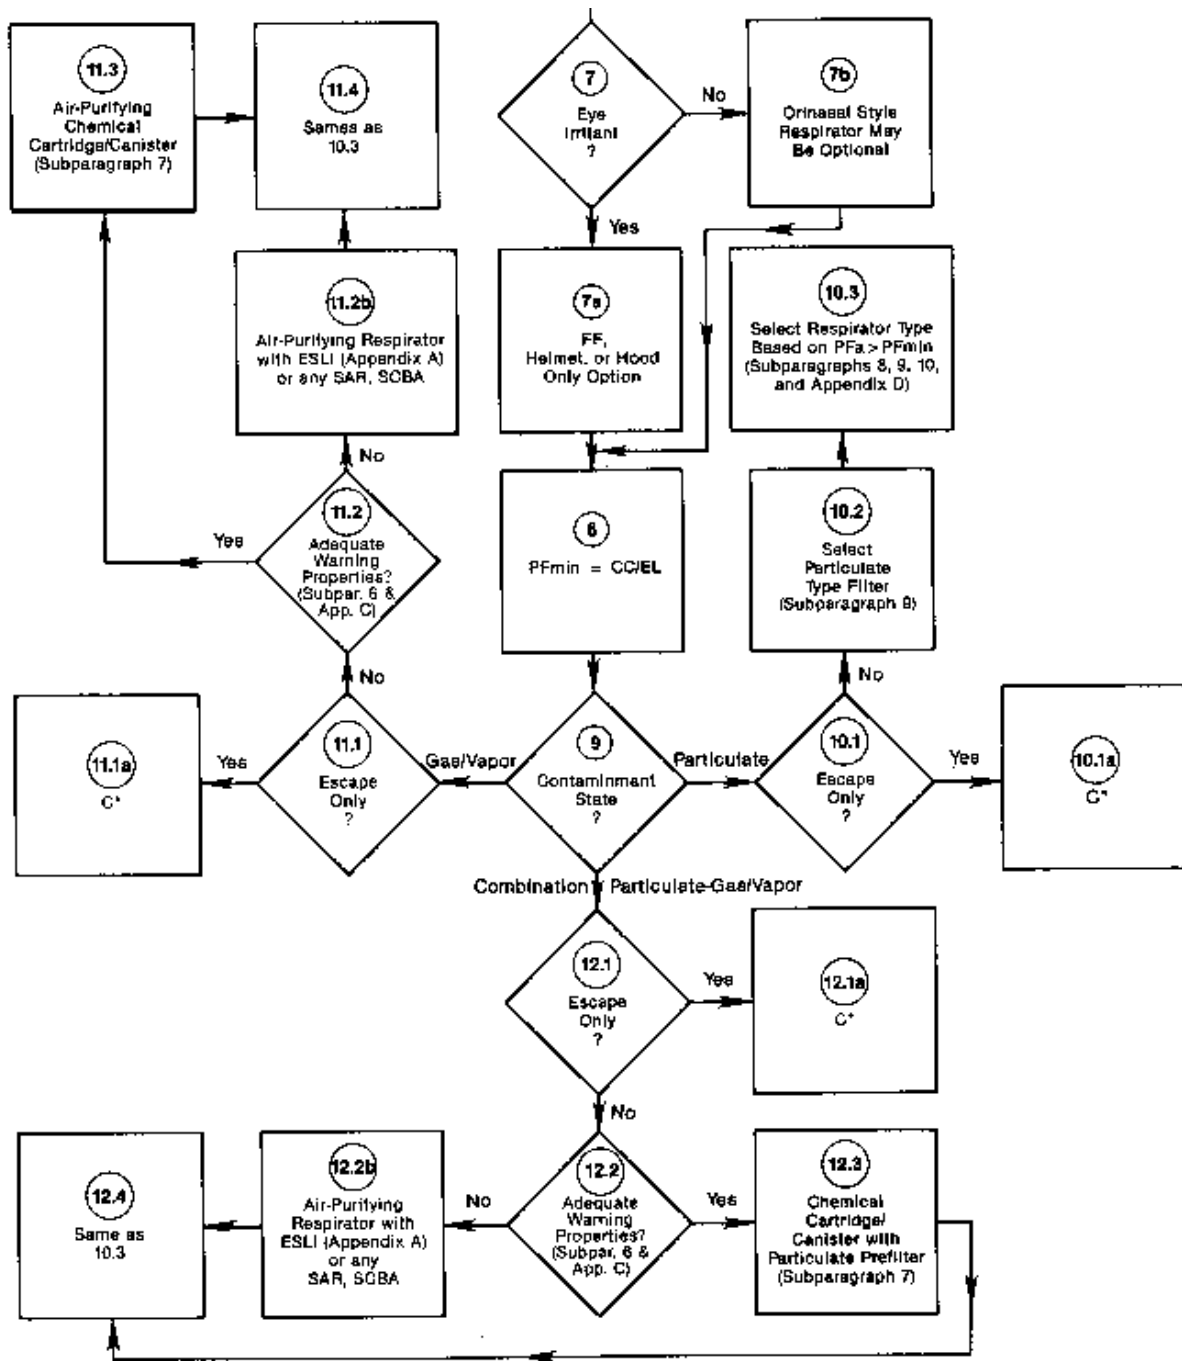 11.3
Air-Purifying
Chemical
Cartridge/Canister
(Subparagraph 7)
11.4
Sames as
10.3
7
Eye
Irritant
?
No
7b
Orinasal Style
Respirator May
Be Optional
Yes
11.2b
Air-Purifying Respirator
with ESLI (Appendix A)
or any SAR, SCBA
7a
FF,
Helmet, or Hood
Only Option
10.3
Select Respirator Type
Based on PFa > PFmin
(Subparagraphs 8, 9, 10,
and Appendix D)
No
11.2
Adequate
Warning
Properties?
(Subpar. 6 &
App. C)
Yes
8
PFmin = CC/EL
10.2
Select
Particulate
Type Filter
(Subparagraph 9)
No
No
11.1a
C*
Yes
11.1
Escape
Only
?
Gas/Vapor
9
Contaminmant
State
?
Particulate
10.1
Escape
Only
?
Yes
10.1a
C*
Combination Particulate-Gas/Vapor
12.1
Escape
Only
?
Yes
12.1a
C*
No
12.4
Same as
10.3
12.2b
Air-Purifying
Respirator with
ESLI (Appendix A)
or any
SAR, SCBA
No
12.2
Adequate
Warning
Properties?
(Subpar. 6 &
App. C)
Yes
12.3
Chemical
Cartridge/
Canister with
Particulate Prefilter
(Subparagraph 7)